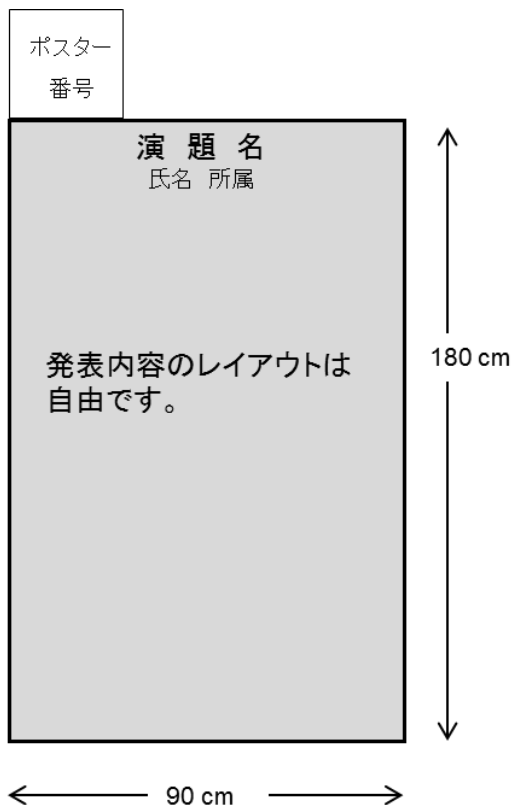 ポスター
番号
演 題 名
氏名 所属
発表内容のレイアウトは
自由です。
180 cm
90 cm